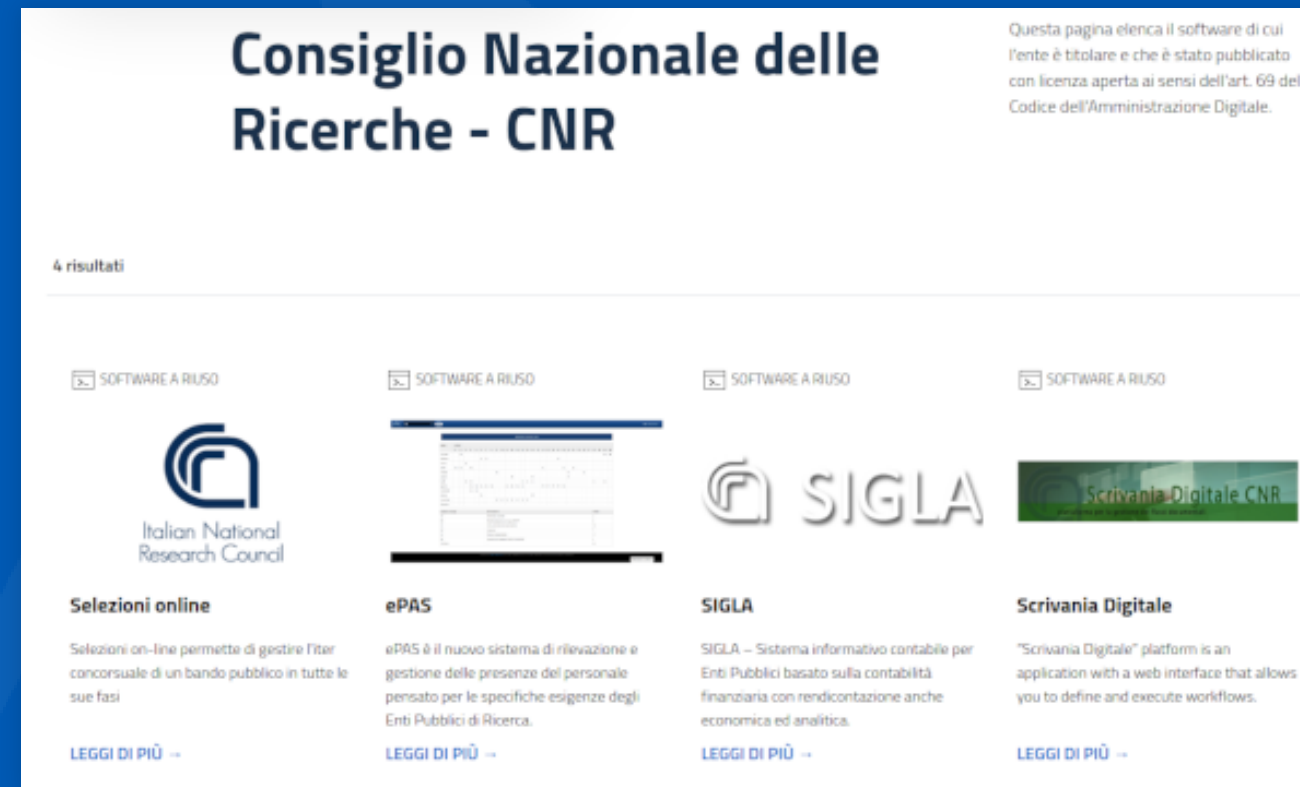 Consiglio Nazionale delle
Ricerche - CNR
Questa pagina elenca il software di cui
l'ente è titolare e che è stato pubblicato
con licenza aperta ai sensi dell'art. 69 del
Codice dell'Amministrazione Digitale.
4 risultati
SOFTWARE A RIUSO
Italian National
Research Council
Selezioni online
Selezioni on-line permette di gestire l'iter
concorsuale di un bando pubblico in tutte le
sue fasi
LEGGI DI PIÙ →
SOFTWARE A RIUSO
ePAS
ePAS è il nuovo sistema di rilevazione e
gestione delle presenze del personale
pensato per le specifiche esigenze degli
Enti Pubblici di Ricerca.
LEGGI DI PIÙ →
SOFTWARE A RIUSO
SIGLA
SIGLA
SIGLA – Sistema informativo contabile per
Enti Pubblici basato sulla contabilità
finanziaria con rendicontazione anche
economica ed analitica.
LEGGI DI PIÙ →
SOFTWARE A RIUSO
Scrivania Digitale CNR
Scrivania Digitale
"Scrivania Digitale" platform is an
application with a web interface that allows
you to define and execute workflows.
LEGGI DI PIÙ →